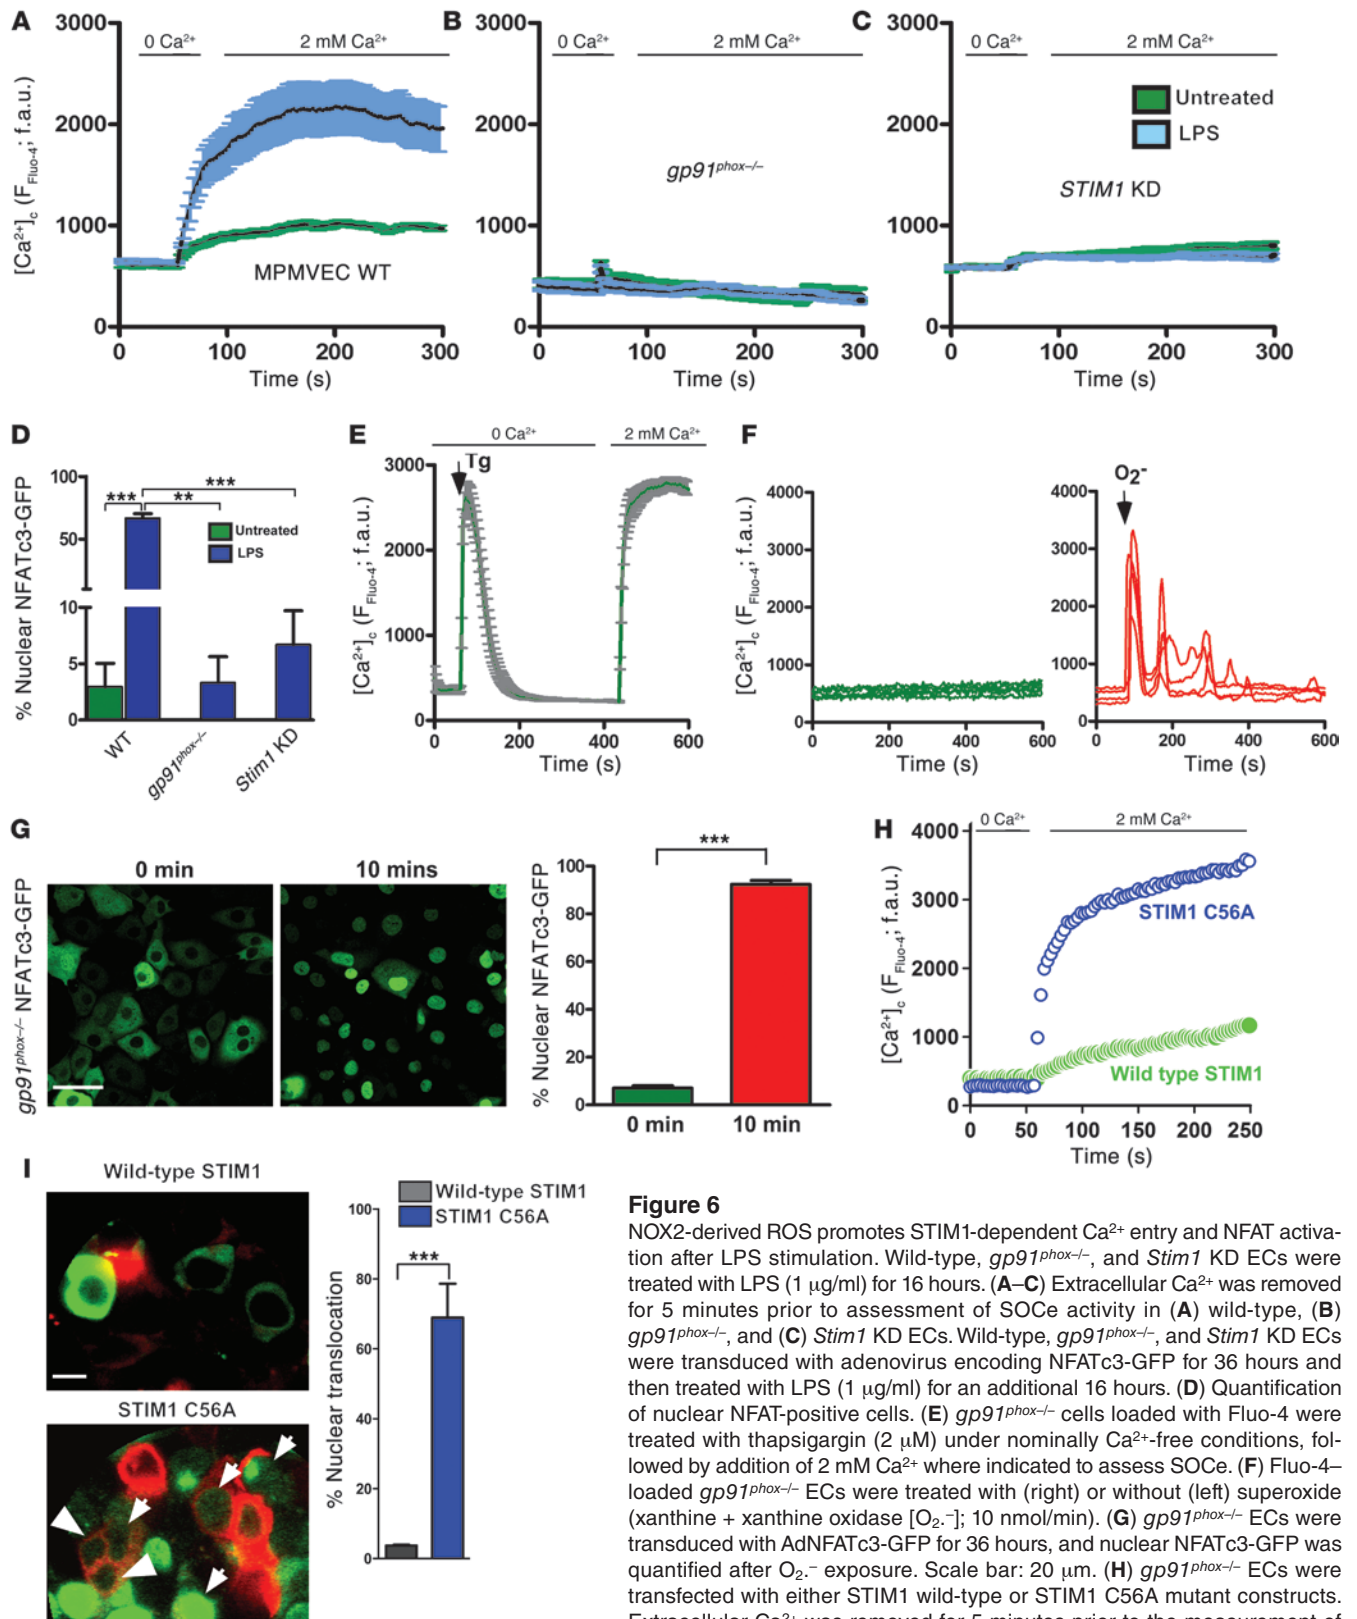 A
3000
2000
1000
0
[Ca²⁺]c (F Fluo-4; f.a.u.)
0 Ca²⁺
2 mM Ca²⁺
MPMVEC WT
0 100 200 300
Time (s)
B
3000
2000
1000
0
0 Ca²⁺
2 mM Ca²⁺
gp91phox–/–
0 100 200 300
Time (s)
C
3000
2000
1000
0
0 Ca²⁺
2 mM Ca²⁺
Untreated
LPS
STIM1 KD
0 100 200 300
Time (s)
D
% Nuclear NFATc3-GFP
100
50
10
5
0
***
**
***
Untreated
LPS
WT
gp91phox–/–
Stim1 KD
E
0 Ca²⁺
2 mM Ca²⁺
Tg
3000
2000
1000
0
[Ca²⁺]c (F Fluo-4; f.a.u.)
0 200 400 600
Time (s)
F
4000
3000
2000
1000
0
[Ca²⁺]c (F Fluo-4; f.a.u.)
0 200 400 600
Time (s)
O₂⁻
4000
3000
2000
1000
0
0 200 400 600
Time (s)
G
0 min
10 mins
gp91phox–/– NFATc3-GFP
% Nuclear NFATc3-GFP
100
80
60
40
20
0
***
0 min
10 min
H
0 Ca²⁺
2 mM Ca²⁺
4000
3000
2000
1000
0
[Ca²⁺]c (F Fluo-4; f.a.u.)
STIM1 C56A
Wild type STIM1
0 50 100 150 200 250
Time (s)
I
Wild-type STIM1
STIM1 C56A
Wild-type STIM1
STIM1 C56A
% Nuclear translocation
100
80
60
40
20
0
***
Figure 6
NOX2-derived ROS promotes STIM1-dependent Ca²⁺ entry and NFAT activa-
tion after LPS stimulation. Wild-type, gp91phox–/–, and Stim1 KD ECs were
treated with LPS (1 μg/ml) for 16 hours. (A–C) Extracellular Ca²⁺ was removed
for 5 minutes prior to assessment of SOCe activity in (A) wild-type, (B)
gp91phox–/–, and (C) Stim1 KD ECs. Wild-type, gp91phox–/–, and Stim1 KD ECs
were transduced with adenovirus encoding NFATc3-GFP for 36 hours and
then treated with LPS (1 μg/ml) for an additional 16 hours. (D) Quantification
of nuclear NFAT-positive cells. (E) gp91phox–/– cells loaded with Fluo-4 were
treated with thapsigargin (2 μM) under nominally Ca²⁺-free conditions, fol-
lowed by addition of 2 mM Ca²⁺ where indicated to assess SOCe. (F) Fluo-4–
loaded gp91phox–/– ECs were treated with (right) or without (left) superoxide
(xanthine + xanthine oxidase [O₂.⁻]; 10 nmol/min). (G) gp91phox–/– ECs were
transduced with AdNFATc3-GFP for 36 hours, and nuclear NFATc3-GFP was
quantified after O₂.⁻ exposure. Scale bar: 20 μm. (H) gp91phox–/– ECs were
transfected with either STIM1 wild-type or STIM1 C56A mutant constructs.
Extracellular Ca²⁺ was removed for 5 minutes prior to the measurement of